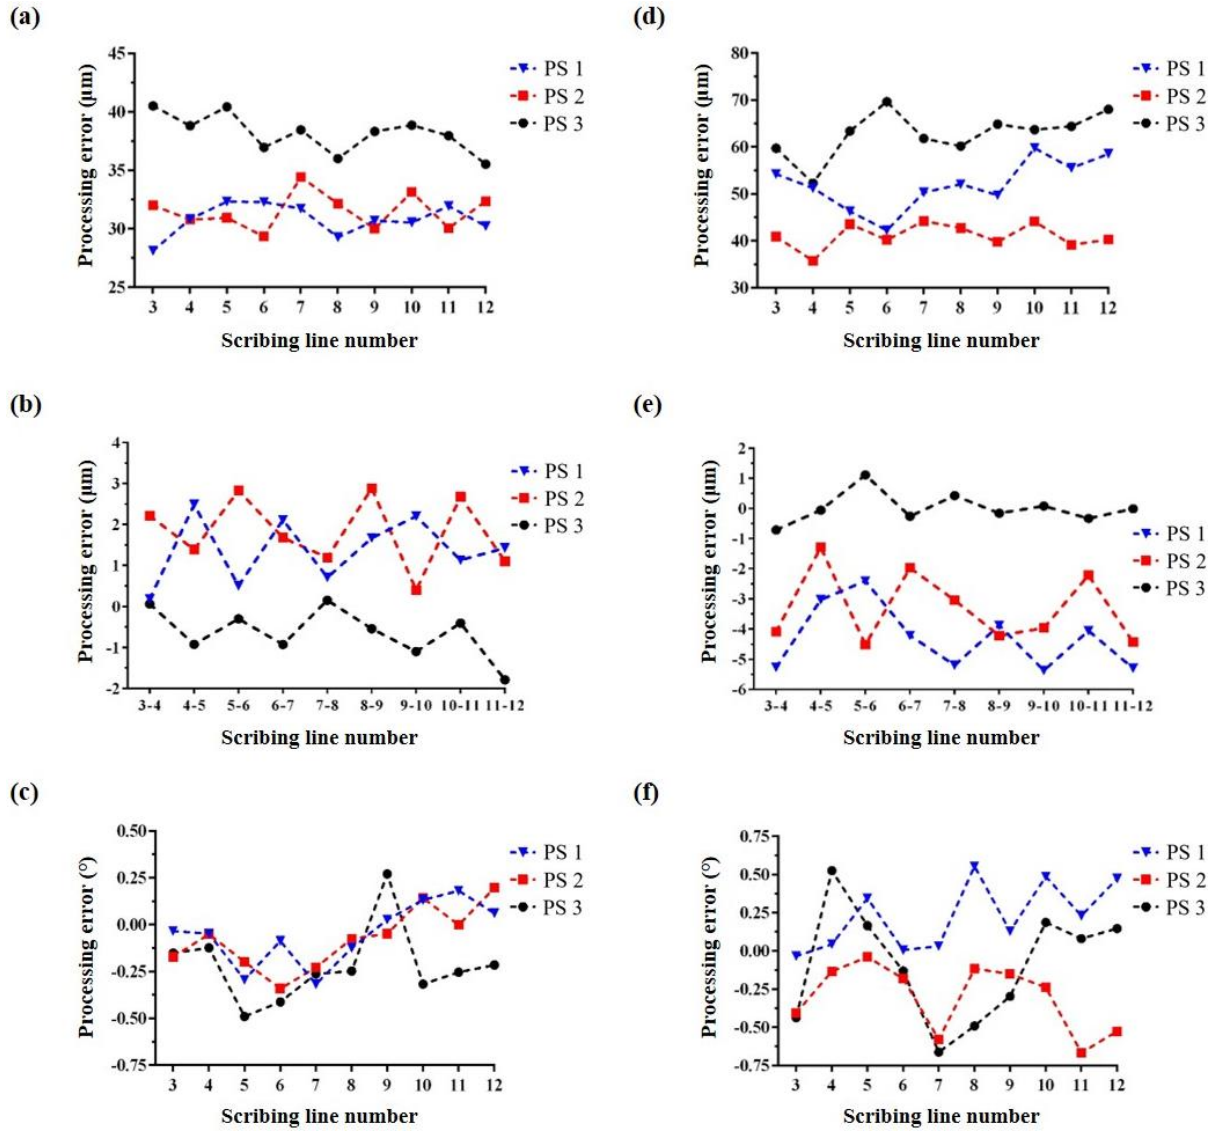 (a)
Processing error (μm)
45
40
35
30
25
3 4 5 6 7 8 9 10 11 12
Scribing line number
PS 1
PS 2
PS 3
(d)
Processing error (μm)
80
70
60
50
40
30
3 4 5 6 7 8 9 10 11 12
Scribing line number
PS 1
PS 2
PS 3
(b)
Processing error (μm)
4
3
2
1
0
-1
-2
3-4 4-5 5-6 6-7 7-8 8-9 9-10 10-11 11-12
Scribing line number
PS 1
PS 2
PS 3
(e)
Processing error (μm)
2
1
0
-1
-2
-3
-4
-5
-6
3-4 4-5 5-6 6-7 7-8 8-9 9-10 10-11 11-12
Scribing line number
PS 1
PS 2
PS 3
(c)
Processing error (°)
0.50
0.25
0.00
-0.25
-0.50
-0.75
3 4 5 6 7 8 9 10 11 12
Scribing line number
PS 1
PS 2
PS 3
(f)
Processing error (°)
0.75
0.50
0.25
0.00
-0.25
-0.50
-0.75
3 4 5 6 7 8 9 10 11 12
Scribing line number
PS 1
PS 2
PS 3